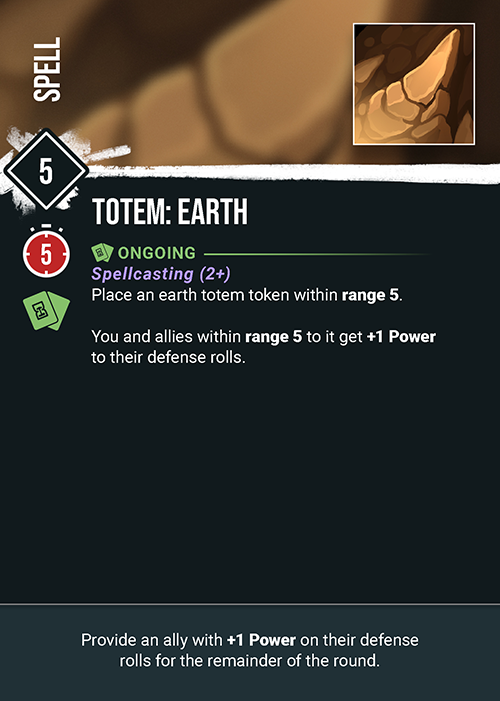 SPELL
5
TOTEM: EARTH
5
ONGOING
Spellcasting (2+)
Place an earth totem token within range 5.
You and allies within range 5 to it get +1 Power
to their defense rolls.
Provide an ally with +1 Power on their defense
rolls for the remainder of the round.